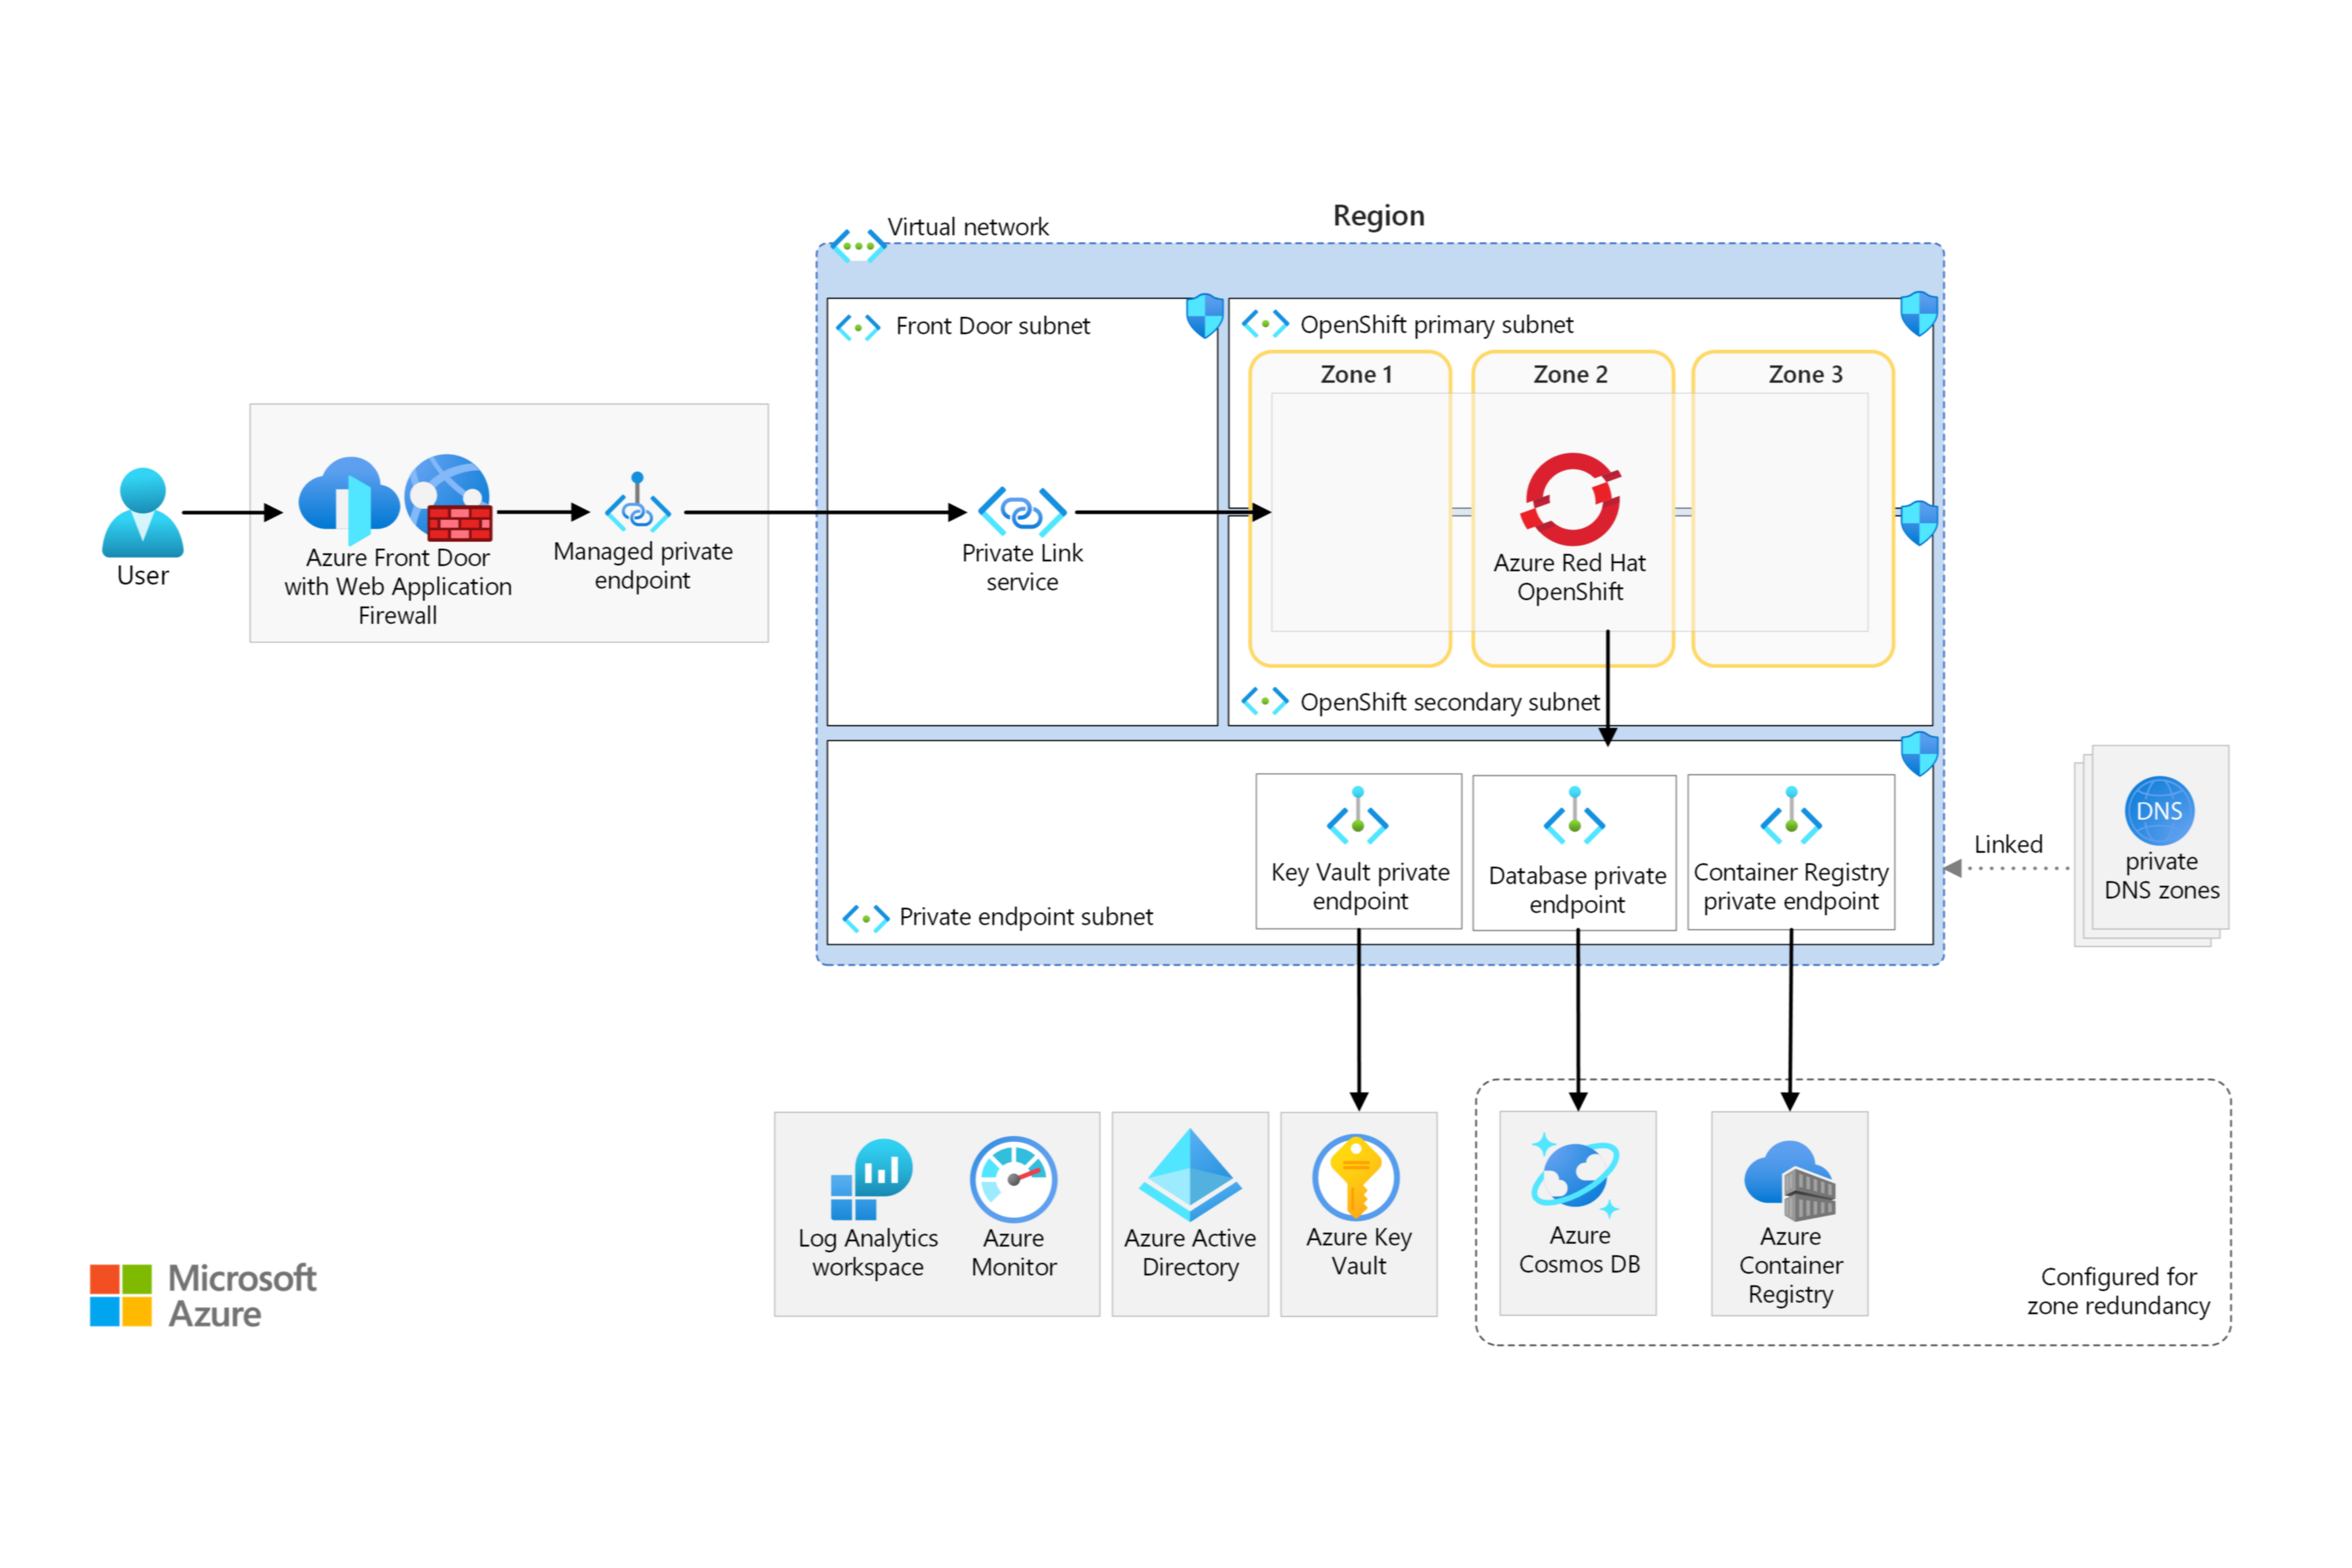 Region
Virtual network
Front Door subnet
OpenShift primary subnet
Zone 1
Zone 2
Zone 3
User
Azure Front Door
with Web Application
Firewall
Managed private
endpoint
Private Link
service
Azure Red Hat
OpenShift
OpenShift secondary subnet
Key Vault private
endpoint
Database private
endpoint
Container Registry
private endpoint
Private endpoint subnet
Linked
DNS
private
DNS zones
Log Analytics
workspace
Azure
Monitor
Azure Active
Directory
Azure Key
Vault
Azure
Cosmos DB
Azure
Container
Registry
Configured for
zone redundancy
Microsoft
Azure